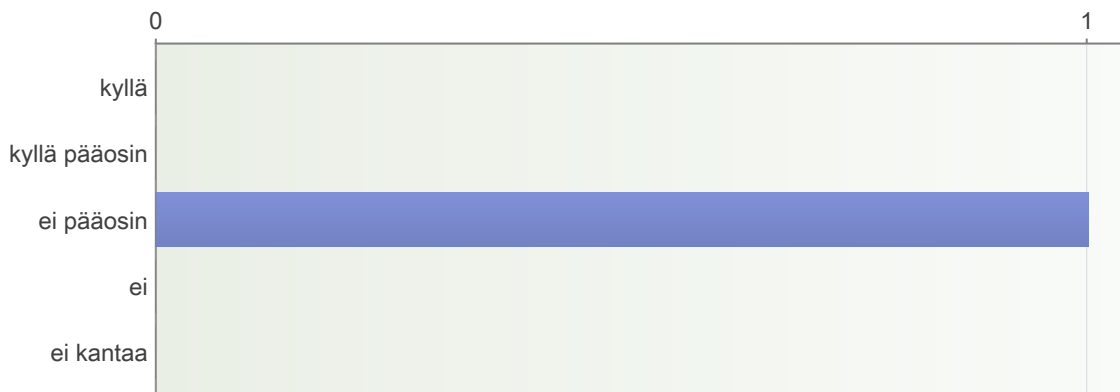 0 1
kyllä
kyllä pääosin
ei pääosin
ei
ei kantaa